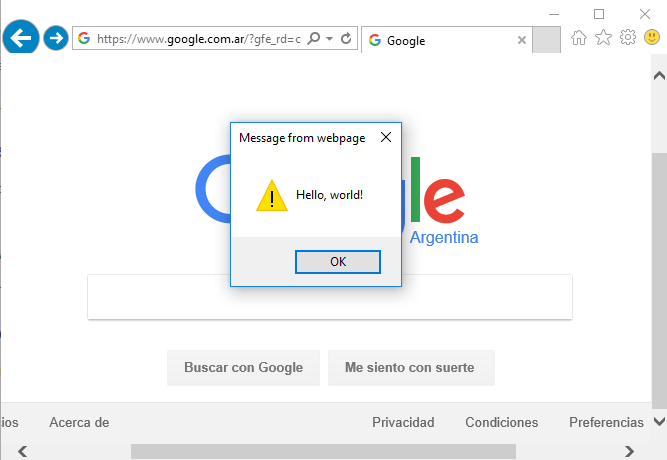 https://www.google.com.ar/?gfe_rd=c
Google
Message from webpage
Hello, world!
Argentina
OK
Buscar con Google
Me siento con suerte
Acerca de
Privacidad
Condiciones
Preferencias